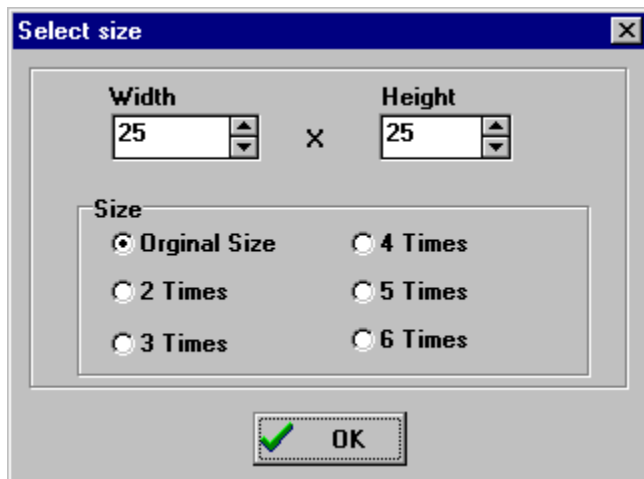 Select size
Width Height
25 x 25
Size
Orginal Size 4 Times
2 Times 5 Times
3 Times 6 Times
OK